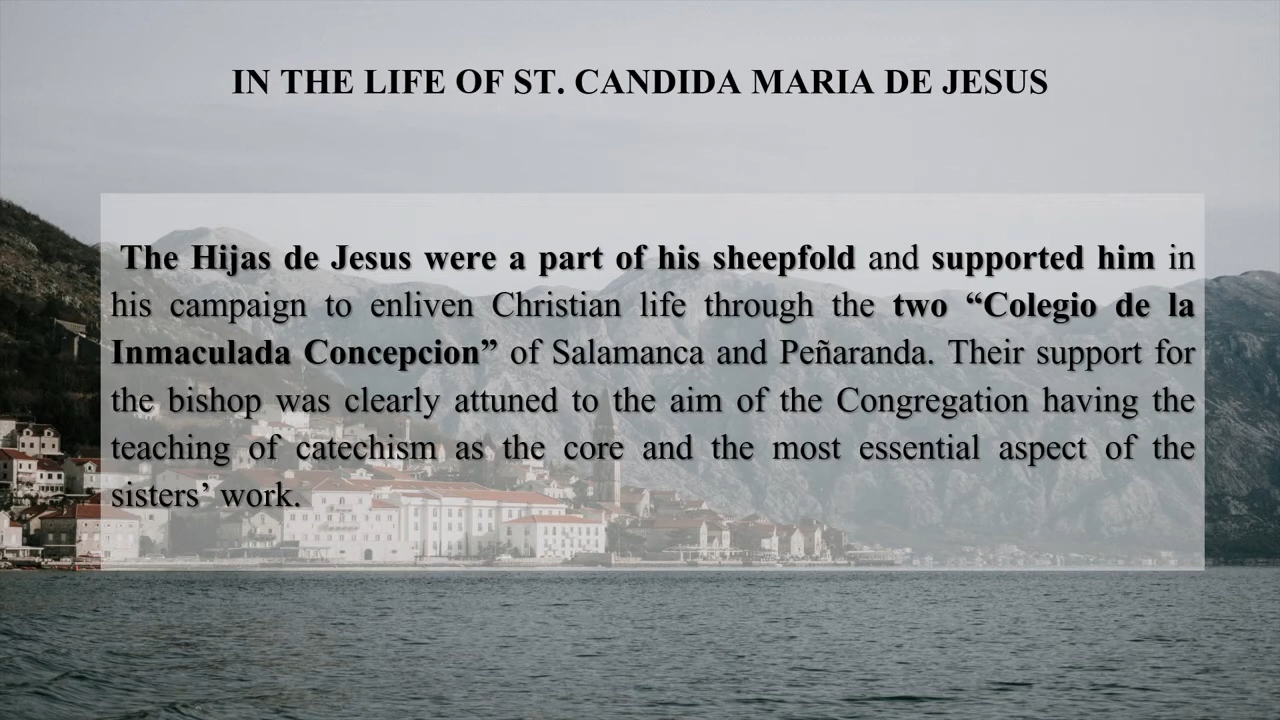 IN THE LIFE OF ST. CANDIDA MARIA DE JESUS
The Hijas de Jesus were a part of his sheepfold and supported him in
his campaign to enliven Christian life through the two “Colegio de la
Inmaculada Concepcion” of Salamanca and Peñaranda. Their support for
the bishop was clearly attuned to the aim of the Congregation having the
teaching of catechism as the core and the most essential aspect of the
sisters’ work.